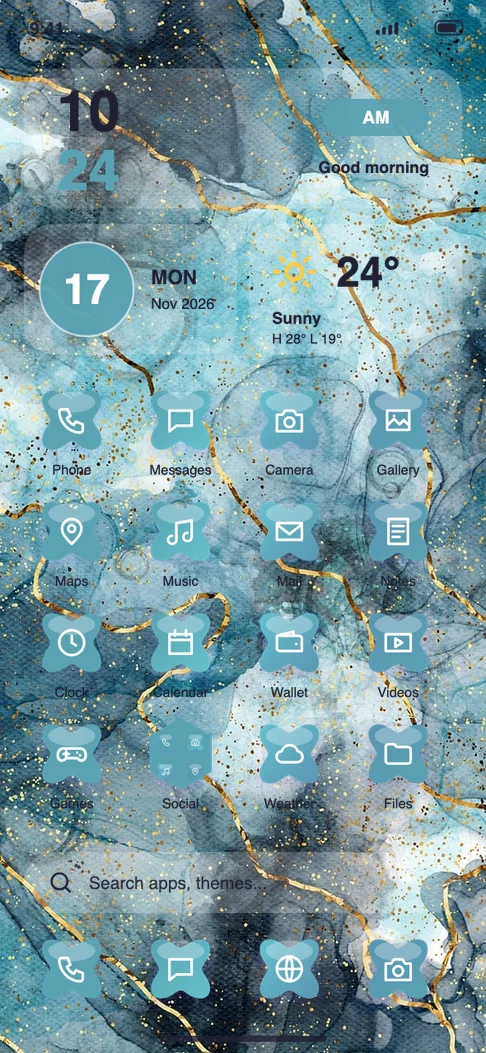 9:41
10
24
AM
Good morning
17
MON
Nov 2026
24°
Sunny
H 28° L 19°
Phone
Messages
Camera
Gallery
Maps
Music
Mail
Notes
Clock
Calendar
Wallet
Videos
Games
Social
Weather
Files
Search apps, themes...